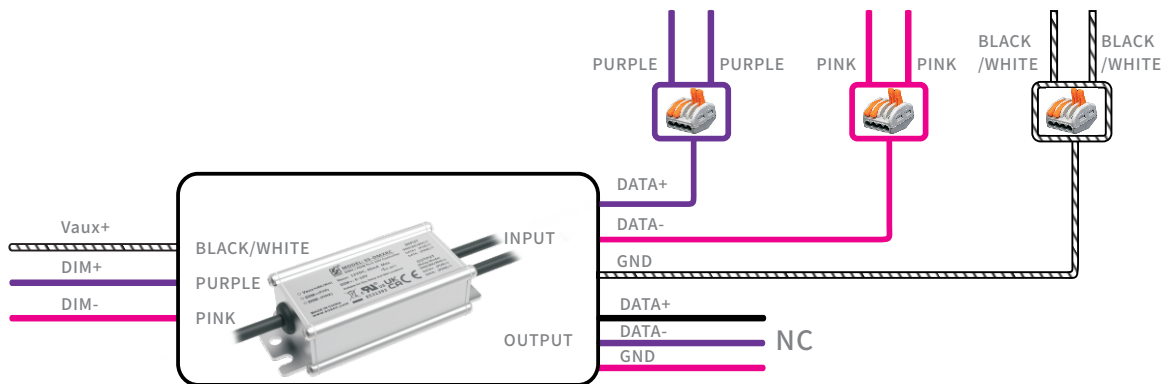 PURPLE
PURPLE
PINK
PINK
BLACK
/WHITE
BLACK
/WHITE
DATA+
DATA-
GND
INPUT
Vaux+
BLACK/WHITE
DIM+
PURPLE
DIM-
PINK
OUTPUT
DATA+
DATA-
GND
NC